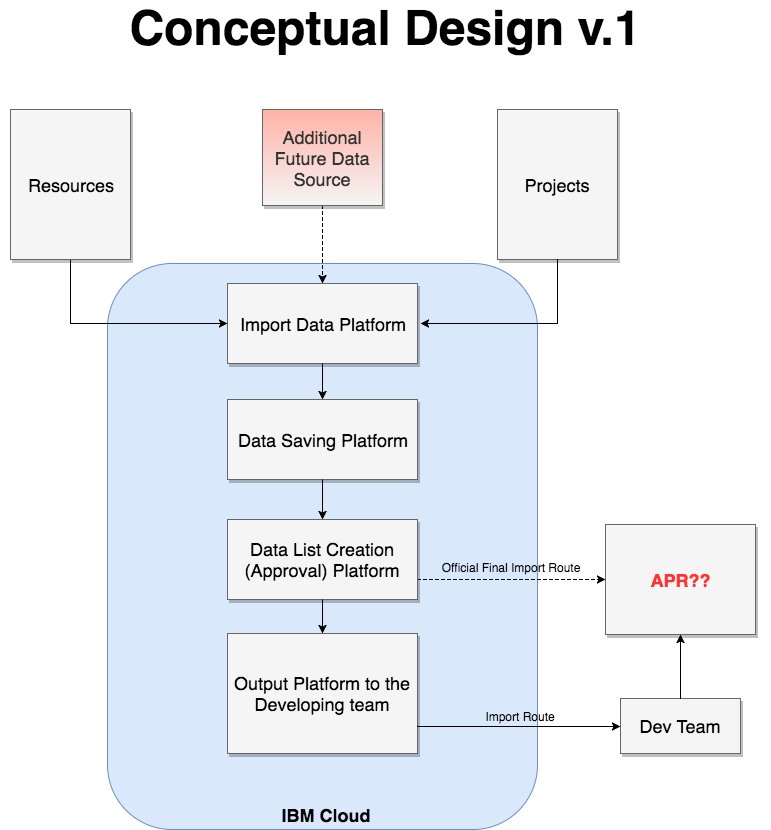 Conceptual Design v.1
Resources
Additional
Future Data
Source
Projects
Import Data Platform
Data Saving Platform
Data List Creation
(Approval) Platform
Official Final Import Route
APR??
Output Platform to the
Developing team
Import Route
Dev Team
IBM Cloud